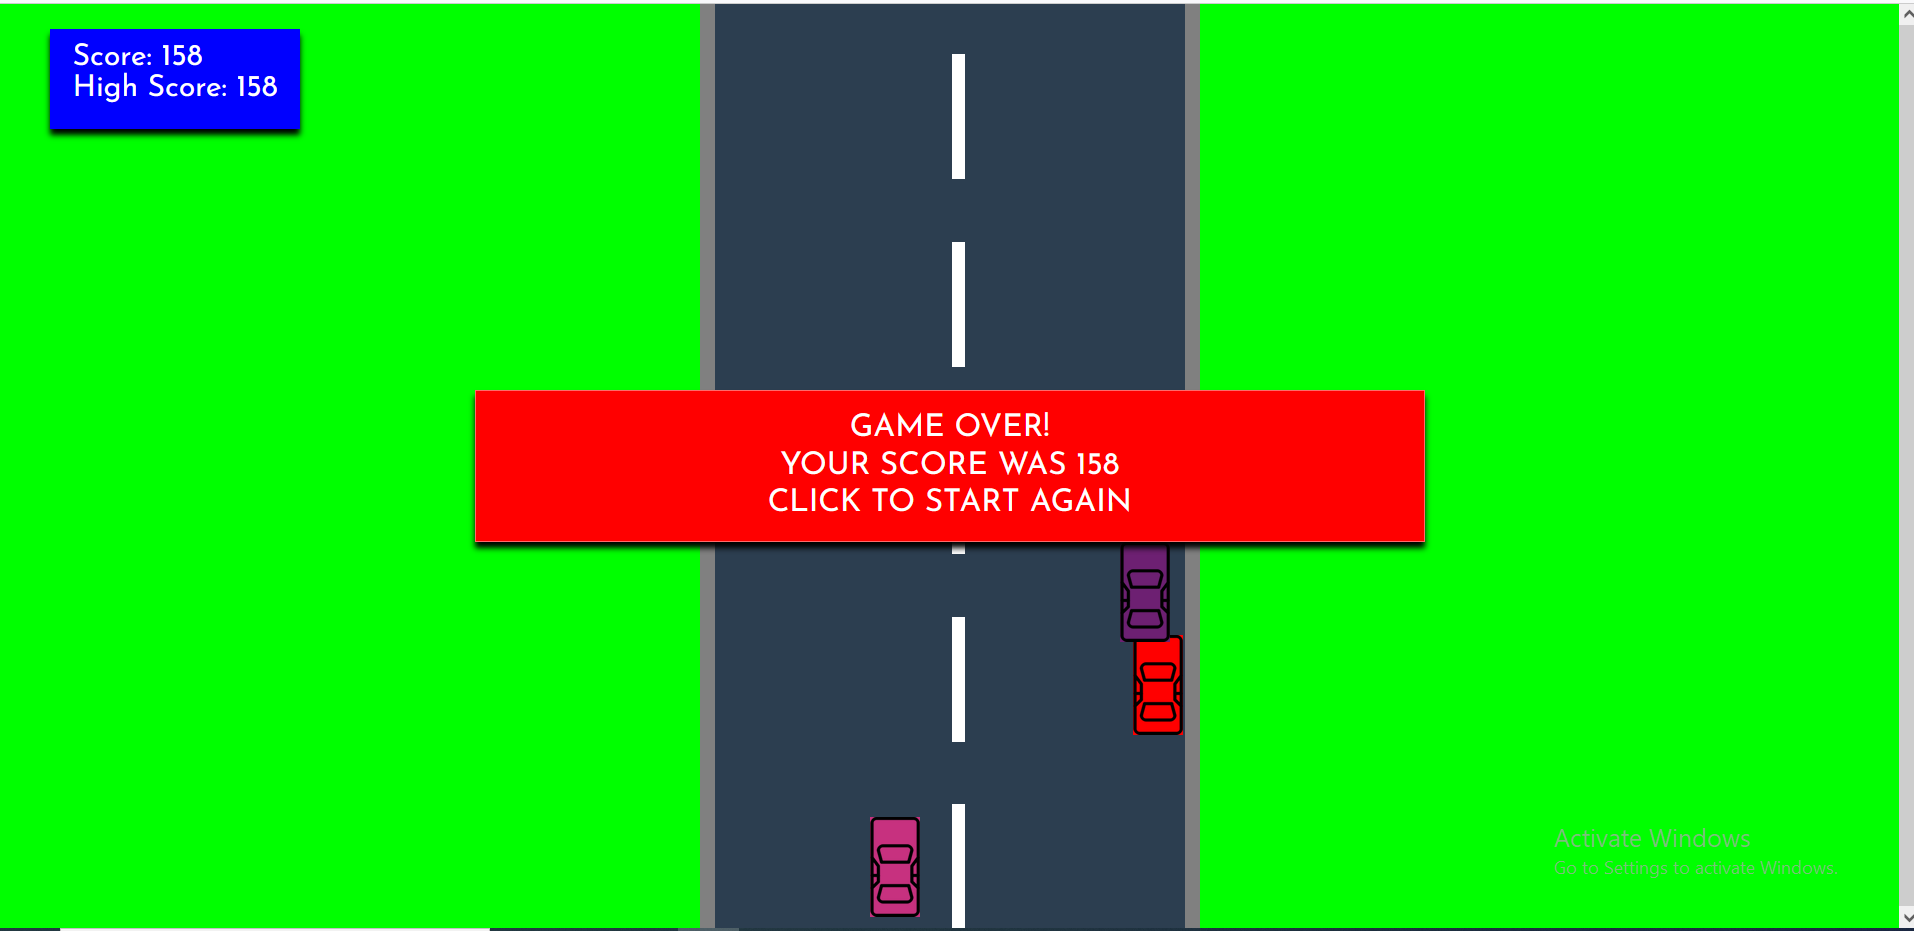 Score: 158
High Score: 158
GAME OVER!
YOUR SCORE WAS 158
CLICK TO START AGAIN
Activate Windows
Go to Settings to activate Windows.